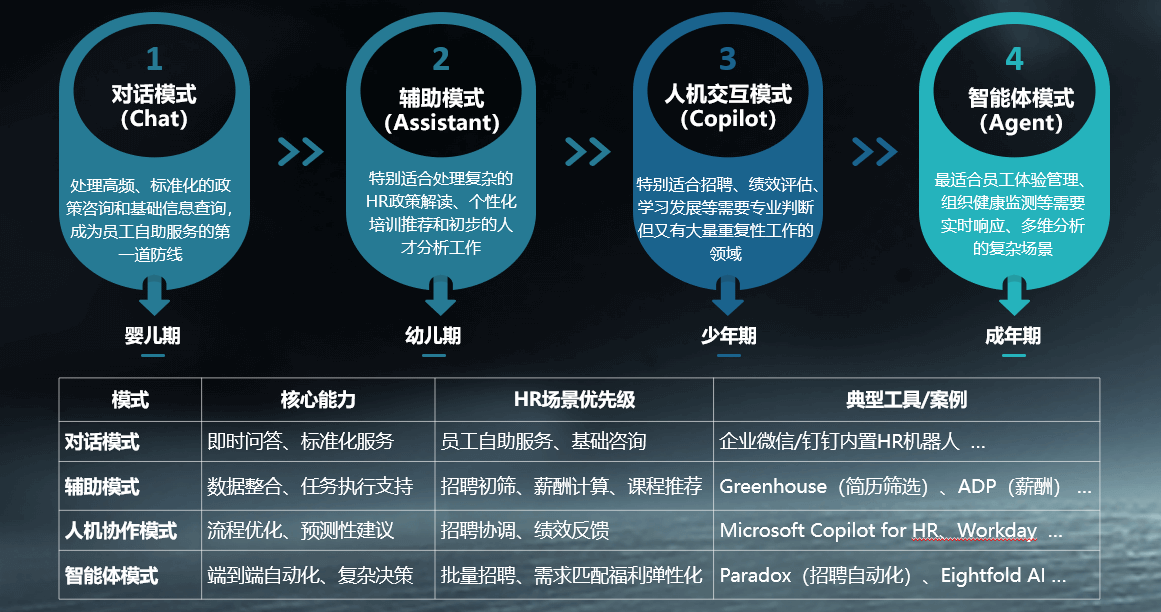 1
对话模式
（Chat）
处理高频、标准化的政
策咨询和基础信息查询，
成为员工自助服务的第
一道防线
婴儿期
2
辅助模式
（Assistant）
特别适合处理复杂的
HR政策解读、个性化
培训推荐和初步的人
才分析工作
幼儿期
3
人机交互模式
（Copilot）
特别适合招聘、绩效评估、
学习发展等需要专业判断
但又有大量重复性工作的
领域
少年期
4
智能体模式
（Agent）
最适合员工体验管理、
组织健康监测等需要
实时响应、多维分析
的复杂场景
成年期
模式 核心能力 HR场景优先级 典型工具/案例
对话模式 即时问答、标准化服务 员工自助服务、基础咨询 企业微信/钉钉内置HR机器人 ...
辅助模式 数据整合、任务执行支持 招聘初筛、薪酬计算、课程推荐 Greenhouse（简历筛选）、ADP（薪酬） ...
人机协作模式 流程优化、预测性建议 招聘协调、绩效反馈 Microsoft Copilot for HR、Workday ...
智能体模式 端到端自动化、复杂决策 批量招聘、需求匹配福利弹性化 Paradox（招聘自动化）、Eightfold AI ...